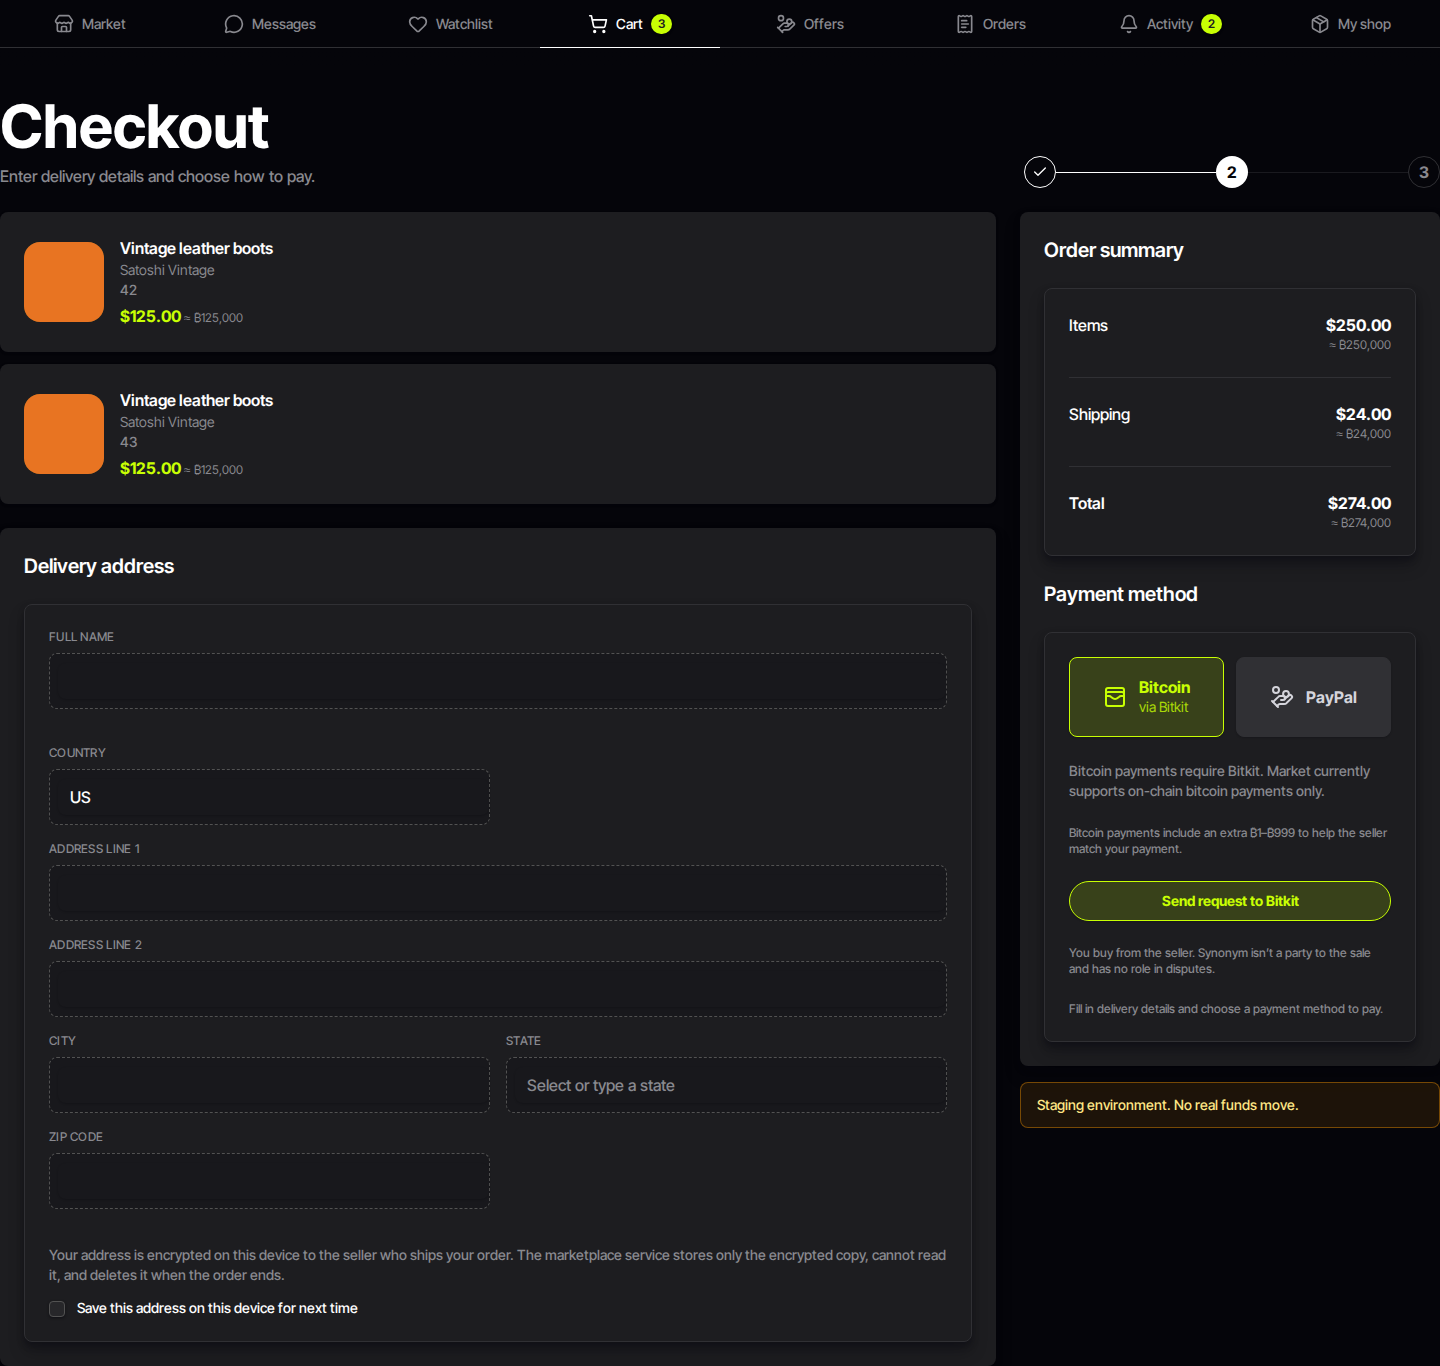 Market
Messages
Watchlist
Cart 3
Offers
Orders
Activity 2
My shop
Checkout
Enter delivery details and choose how to pay.
2
3
Vintage leather boots
Satoshi Vintage
42
$125.00 ≈ ₿125,000
Vintage leather boots
Satoshi Vintage
43
$125.00 ≈ ₿125,000
Delivery address
FULL NAME
COUNTRY
US
ADDRESS LINE 1
ADDRESS LINE 2
CITY
STATE
Select or type a state
ZIP CODE
Your address is encrypted on this device to the seller who ships your order. The marketplace service stores only the encrypted copy, cannot read
it, and deletes it when the order ends.
Save this address on this device for next time
Order summary
Items
$250.00
≈ ₿250,000
Shipping
$24.00
≈ ₿24,000
Total
$274.00
≈ ₿274,000
Payment method
Bitcoin
via Bitkit
PayPal
Bitcoin payments require Bitkit. Market currently
supports on-chain bitcoin payments only.
Bitcoin payments include an extra ₿1–₿999 to help the seller
match your payment.
Send request to Bitkit
You buy from the seller. Synonym isn't a party to the sale
and has no role in disputes.
Fill in delivery details and choose a payment method to pay.
Staging environment. No real funds move.